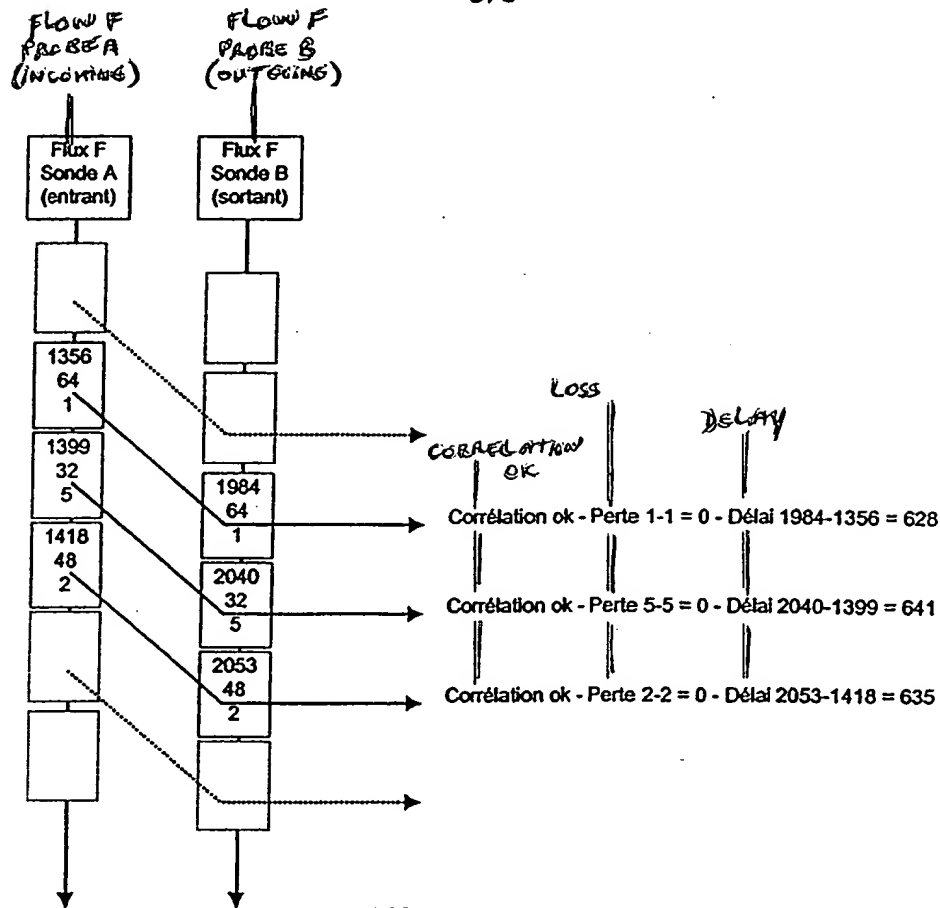 FLOW F
PROBE A
(INCOMING)
FLOW F
PROBE B
(OUTGOING)
Flux F
Sonde A
(entrant)
Flux F
Sonde B
(sortant)
1356
64
1
1399
32
5
1418
48
2
1984
64
1
2040
32
5
2053
48
2
LOSS
DELAY
CORRELATION
OK
Corrélation ok - Perte 1-1 = 0 - Délai 1984-1356 = 628
Corrélation ok - Perte 5-5 = 0 - Délai 2040-1399 = 641
Corrélation ok - Perte 2-2 = 0 - Délai 2053-1418 = 635